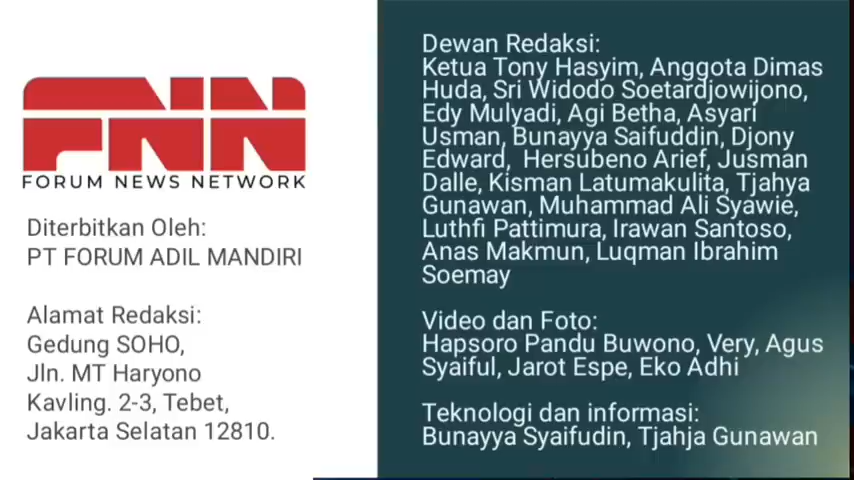 FNN
FORUM NEWS NETWORK
Diterbitkan Oleh:
PT FORUM ADIL MANDIRI
Alamat Redaksi:
Gedung SOHO,
Jln. MT Haryono
Kavling. 2-3, Tebet,
Jakarta Selatan 12810.
Dewan Redaksi:
Ketua Tony Hasyim, Anggota Dimas
Huda, Sri Widodo Soetardjowijono,
Edy Mulyadi, Agi Betha, Asyari
Usman, Bunayya Saifuddin, Djony
Edward, Hersubeno Arief, Jusman
Dalle, Kisman Latumakulita, Tjahya
Gunawan, Muhammad Ali Syawie,
Luthfi Pattimura, Irawan Santoso,
Anas Makmun, Luqman Ibrahim
Soemay
Video dan Foto:
Hapsoro Pandu Buwono, Very, Agus
Syaiful, Jarot Espe, Eko Adhi
Teknologi dan informasi:
Bunayya Syaifudin, Tjahja Gunawan